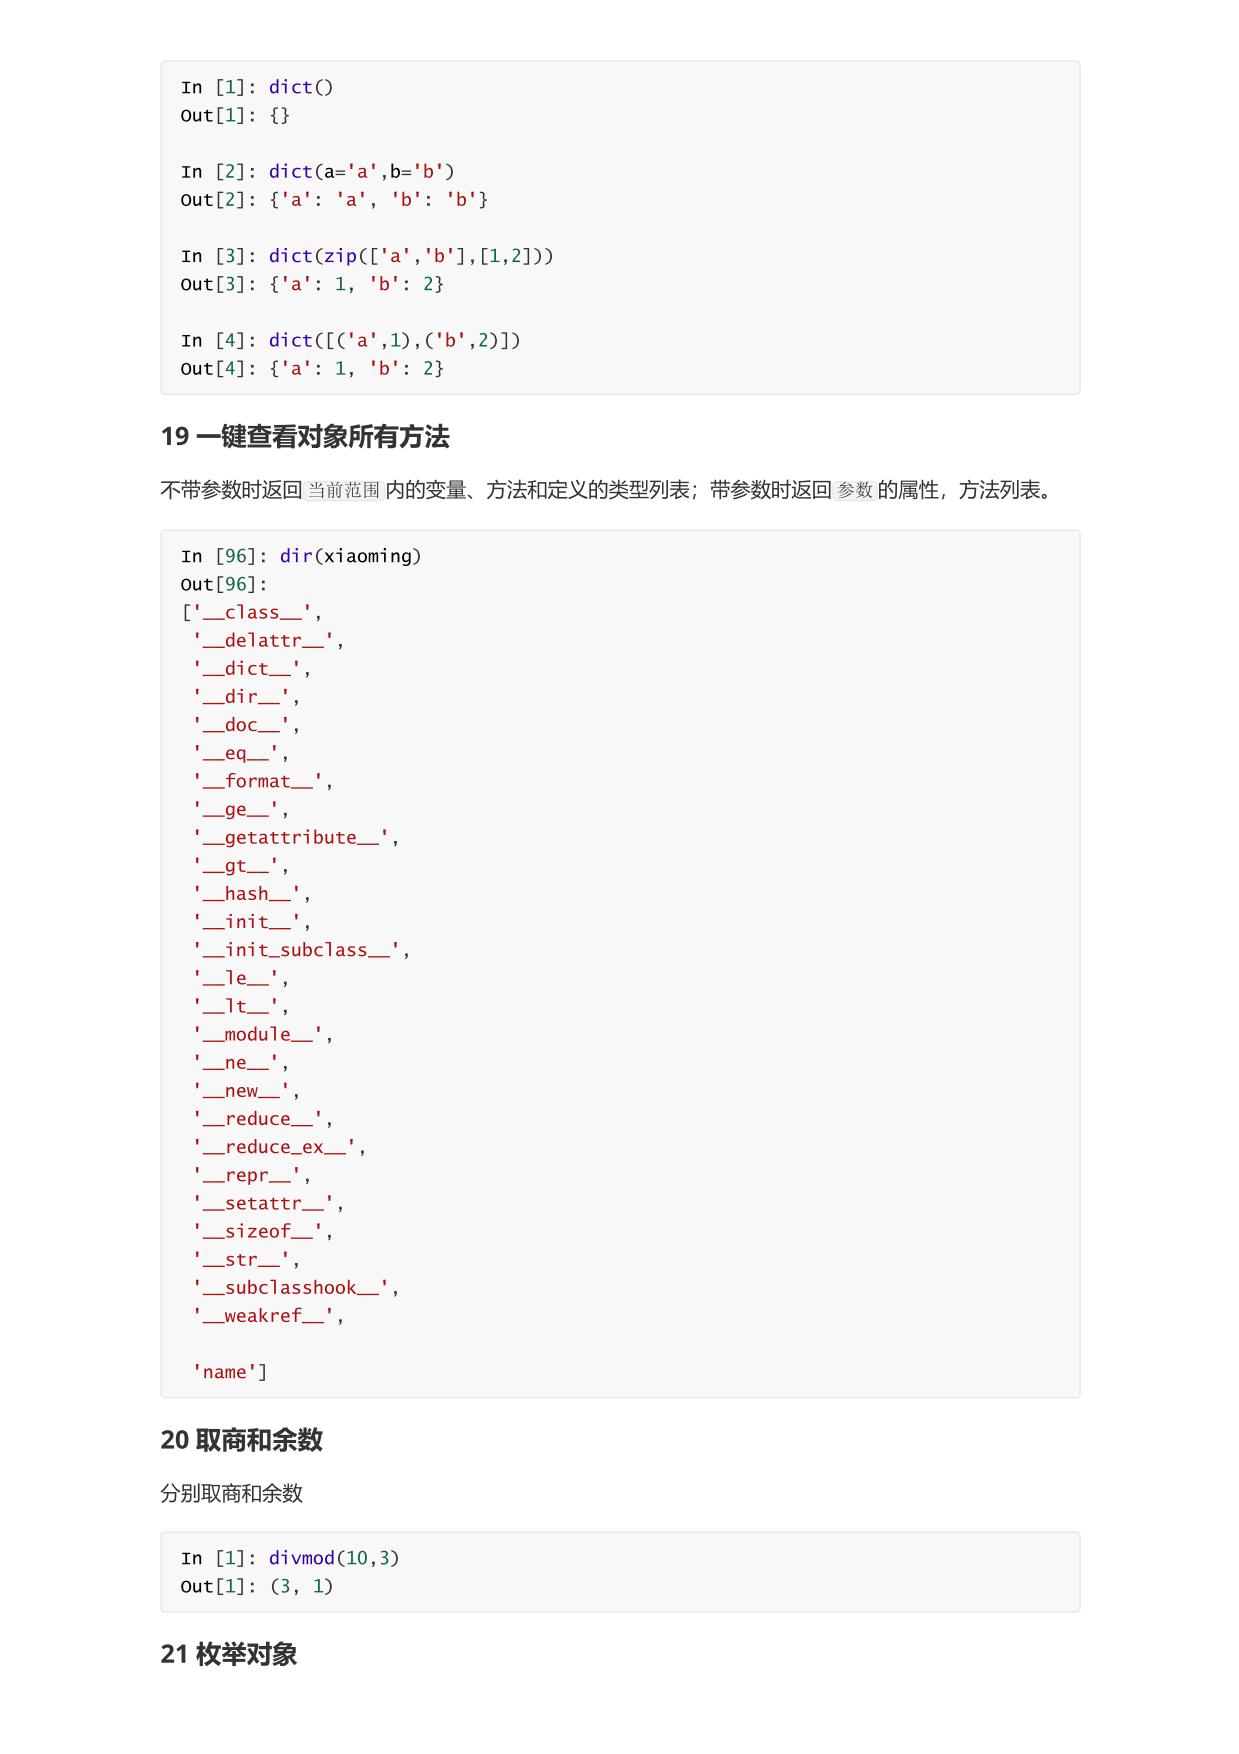 In [1]: dict()
Out[1]: {}
In [2]: dict(a='a',b='b')
Out[2]: {'a': 'a', 'b': 'b'}
In [3]: dict(zip(['a','b'],[1,2]))
Out[3]: {'a': 1, 'b': 2}
In [4]: dict([('a',1),('b',2)])
Out[4]: {'a': 1, 'b': 2}
19 一键查看对象所有方法
不带参数时返回当前范围内的变量、方法和定义的类型列表；带参数时返回参数的属性，方法列表。
In [96]: dir(xiaoming)
Out[96]:
['__class__',
'__delattr__',
'__dict__',
'__dir__',
'__doc__',
'__eq__',
'__format__',
'__ge__',
'__getattribute__',
'__gt__',
'__hash__',
'__init__',
'__init_subclass__',
'__le__',
'__lt__',
'__module__',
'__ne__',
'__new__',
'__reduce__',
'__reduce_ex__',
'__repr__',
'__setattr__',
'__sizeof__',
'__str__',
'__subclasshook__',
'__weakref__',
'name']
20 取商和余数
分别取商和余数
In [1]: divmod(10,3)
Out[1]: (3, 1)
21 枚举对象